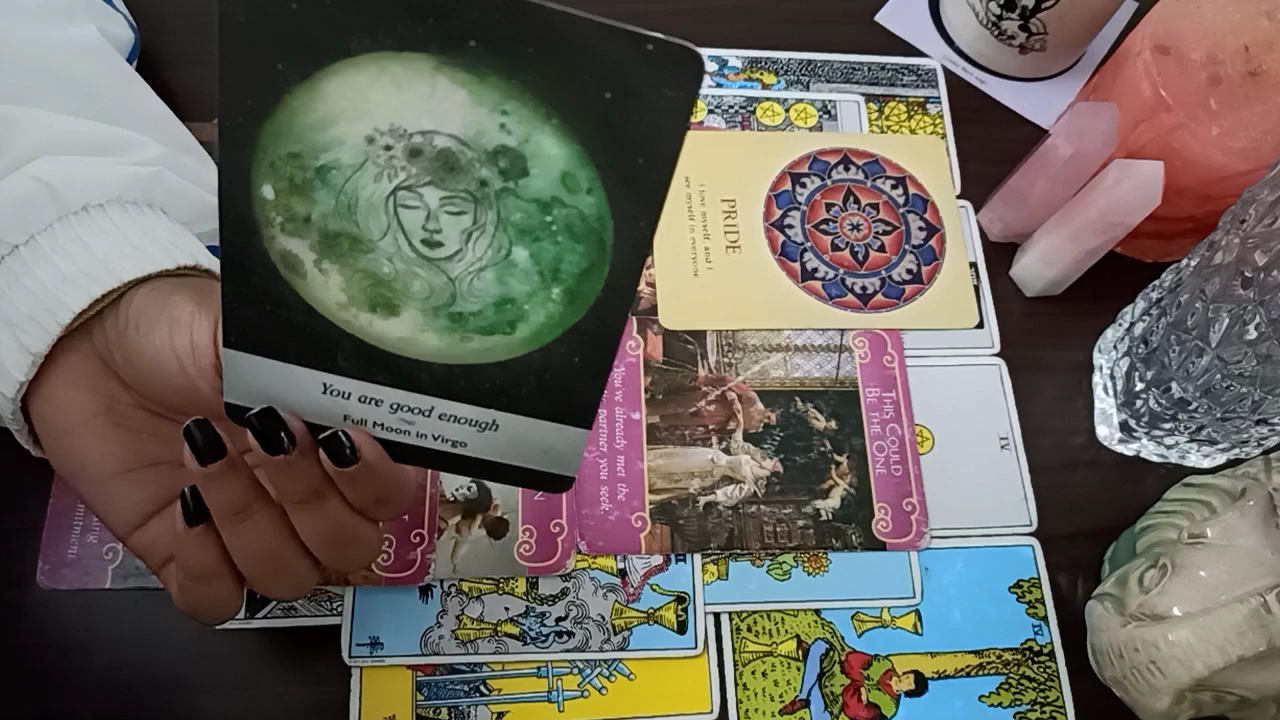 You are good enough
Full Moon in Virgo
PRIDE
I love myself, and I
see myself in everyone
THIS COULD
BE THE ONE
You've already met the
partner you seek.
IV
IV